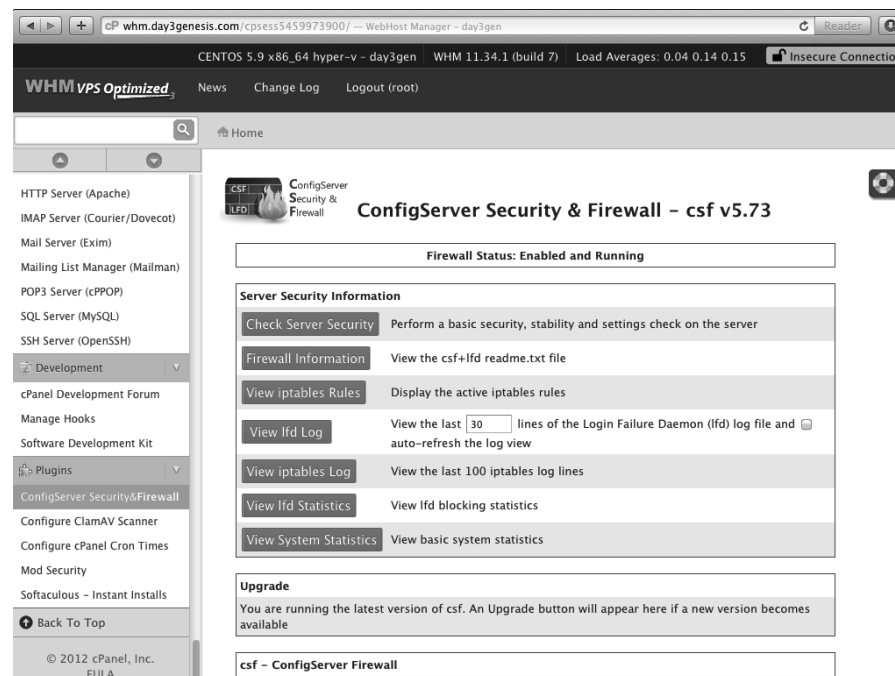 cP whm.day3genesis.com/cpsess5459973900/ — WebHost Manager – day3gen
Reader
CENTOS 5.9 x86_64 hyper-v – day3gen WHM 11.34.1 (build 7) Load Averages: 0.04 0.14 0.15 Insecure Connectio
WHM VPS Optimized 3 News Change Log Logout (root)
Home
HTTP Server (Apache)
IMAP Server (Courier/Dovecot)
Mail Server (Exim)
Mailing List Manager (Mailman)
POP3 Server (cPPOP)
SQL Server (MySQL)
SSH Server (OpenSSH)
Development
cPanel Development Forum
Manage Hooks
Software Development Kit
Plugins
ConfigServer Security&Firewall
Configure ClamAV Scanner
Configure cPanel Cron Times
Mod Security
Softaculous – Instant Installs
Back To Top
© 2012 cPanel, Inc.
EULA
CSF
LFD
ConfigServer
Security &
Firewall
ConfigServer Security & Firewall – csf v5.73
Firewall Status: Enabled and Running
Server Security Information
Check Server Security Perform a basic security, stability and settings check on the server
Firewall Information View the csf+lfd readme.txt file
View iptables Rules Display the active iptables rules
View lfd Log View the last 30 lines of the Login Failure Daemon (lfd) log file and
auto-refresh the log view
View iptables Log View the last 100 iptables log lines
View lfd Statistics View lfd blocking statistics
View System Statistics View basic system statistics
Upgrade
You are running the latest version of csf. An Upgrade button will appear here if a new version becomes
available
csf – ConfigServer Firewall